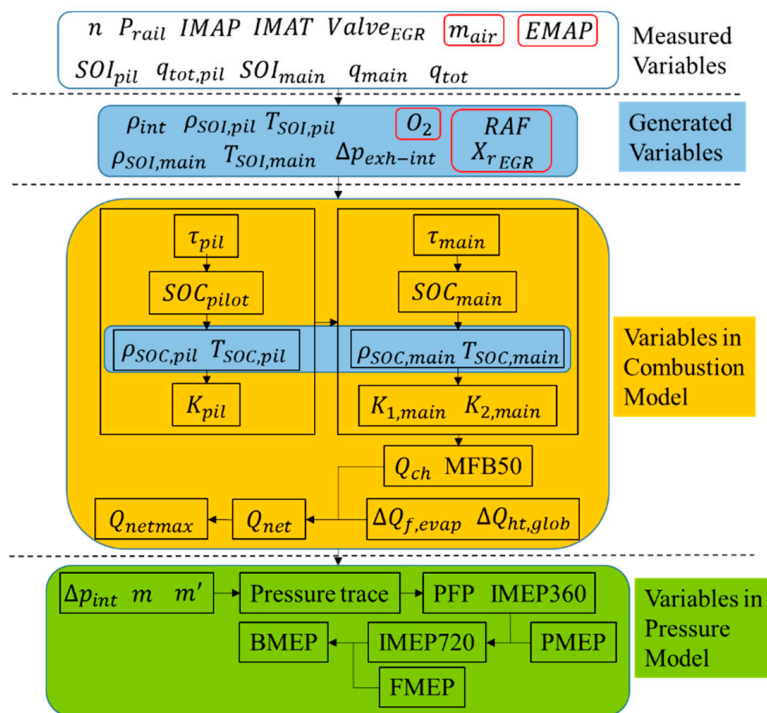 n P_rail IMAP IMAT Valve_EGR m_air EMAP
SOI_pil q_tot,pil SOI_main q_main q_tot
Measured
Variables
ρ_int ρ_SOI,pil T_SOI,pil O_2 RAF
ρ_SOI,main T_SOI,main Δp_exh−int X_r_EGR
Generated
Variables
τ_pil
SOC_pilot
ρ_SOC,pil T_SOC,pil
K_pil
τ_main
SOC_main
ρ_SOC,main T_SOC,main
K_1,main K_2,main
Q_ch MFB50
Q_netmax Q_net ΔQ_f,evap ΔQ_ht,glob
Variables in
Combustion
Model
Δp_int m m′ Pressure trace PFP IMEP360
BMEP IMEP720 PMEP
FMEP
Variables in
Pressure
Model